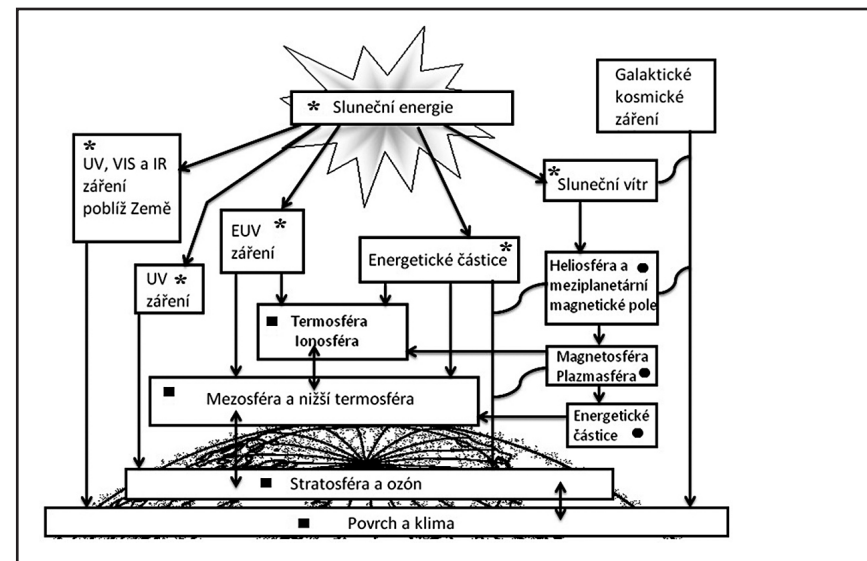 Sluneční energie
Galaktické
kosmické
záření
UV, VIS a IR
záření
poblíž Země
Sluneční vítr
EUV
záření
Energetické částice
UV
záření
Heliosféra a
meziplanetární
magnetické pole
Termosféra
Ionosféra
Magnetosféra
Plazmasféra
Mezosféra a nižší termosféra
Energetické
částice
Stratosféra a ozón
Povrch a klima